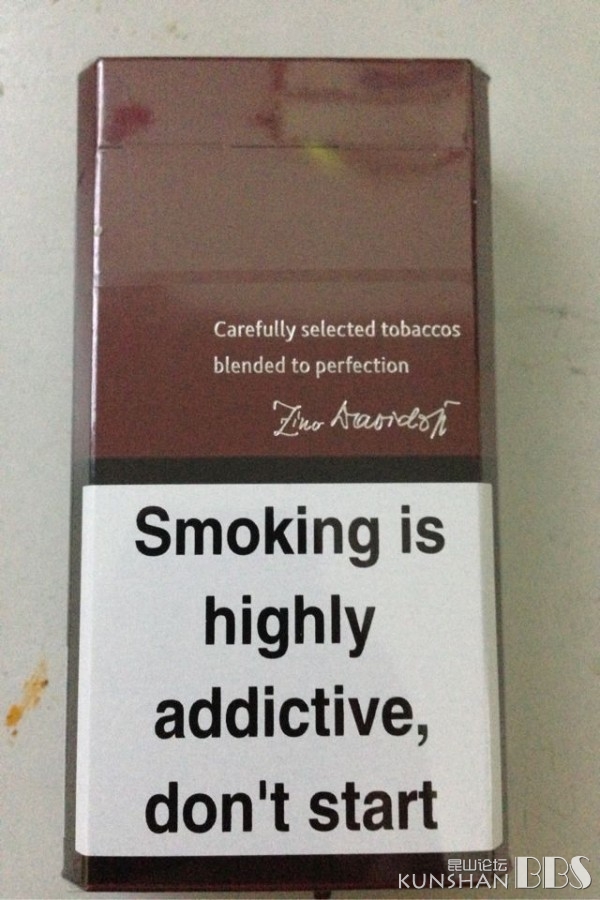 Carefully selected tobaccos
blended to perfection
Zino Davidoff
Smoking is
highly
addictive,
don't start
昆山论坛
KUNSHAN BBS